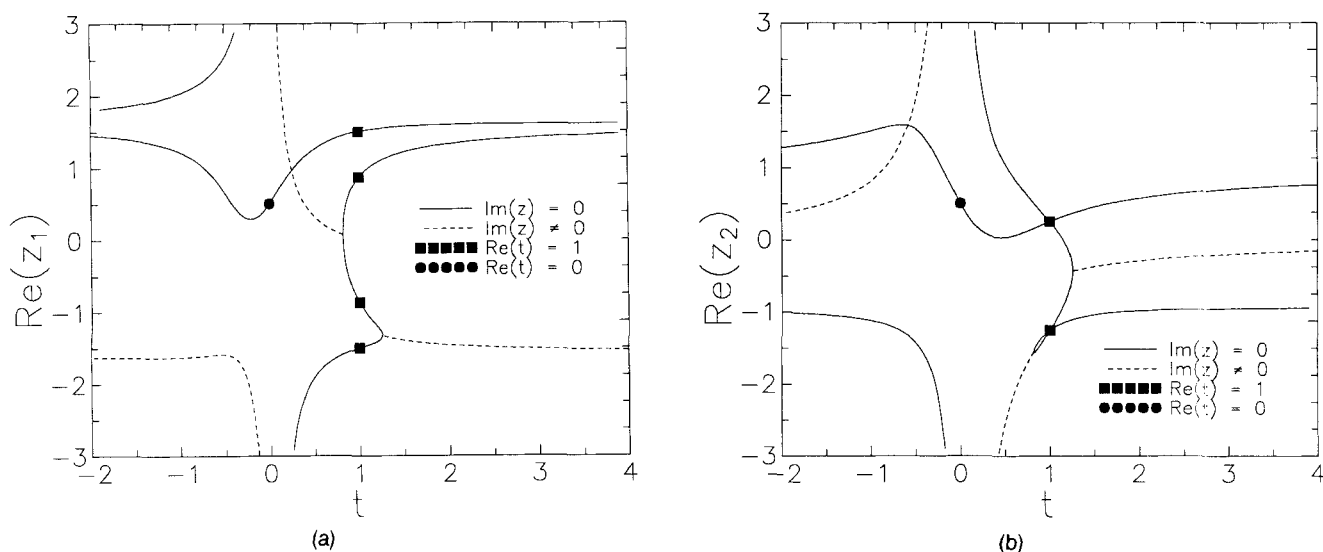 3
2
1
0
−1
−2
−3
Re(z₁)
Im(z) = 0
Im(z) ≠ 0
Re(t) = 1
Re(t) = 0
−2 −1 0 1 2 3 4
t
(a)
3
2
1
0
−1
−2
−3
Re(z₂)
Im(z) = 0
Im(z) ≠ 0
Re(t) = 1
Re(t) = 0
−2 −1 0 1 2 3 4
t
(b)